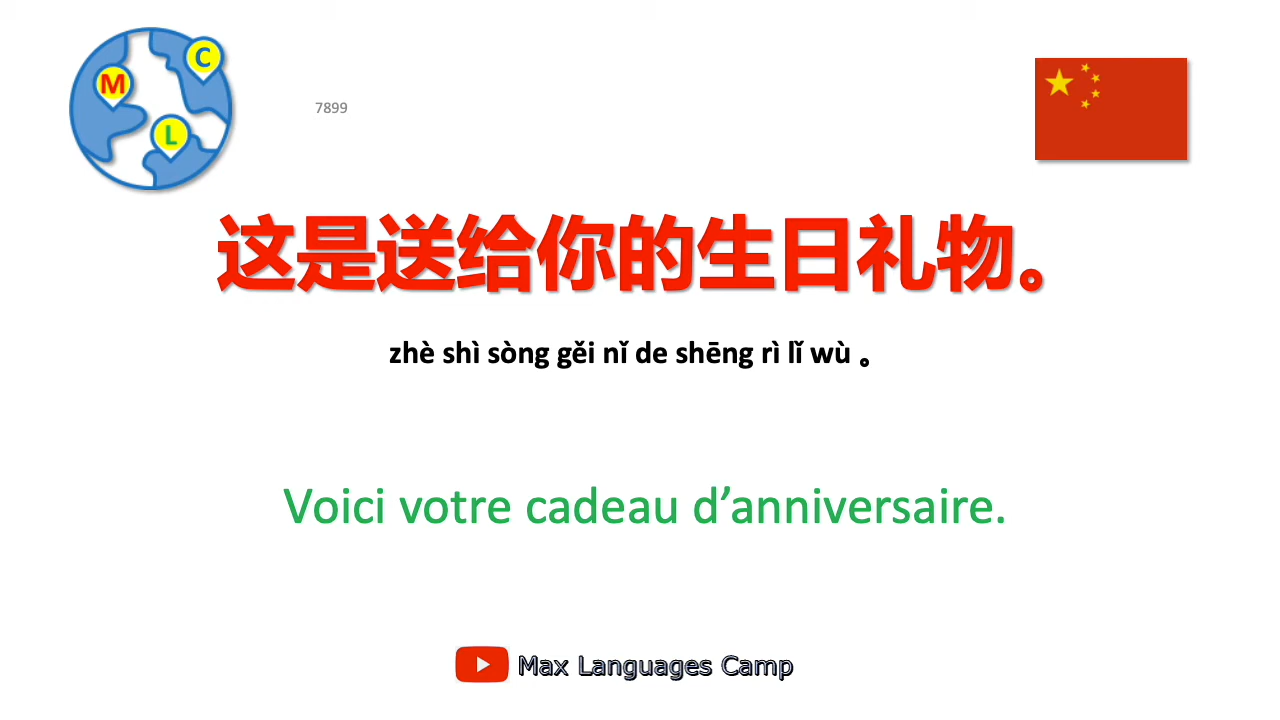 C
M
L
7899
这是送给你的生日礼物。
zhè shì sòng gěi nǐ de shēng rì lǐ wù 。
Voici votre cadeau d’anniversaire.
Max Languages Camp